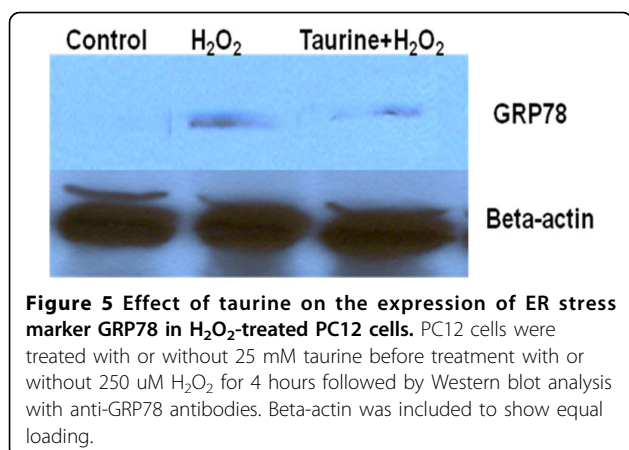 Control H₂O₂ Taurine+H₂O₂
GRP78
Beta-actin
Figure 5 Effect of taurine on the expression of ER stress
marker GRP78 in H₂O₂-treated PC12 cells. PC12 cells were
treated with or without 25 mM taurine before treatment with or
without 250 uM H₂O₂ for 4 hours followed by Western blot analysis
with anti-GRP78 antibodies. Beta-actin was included to show equal
loading.